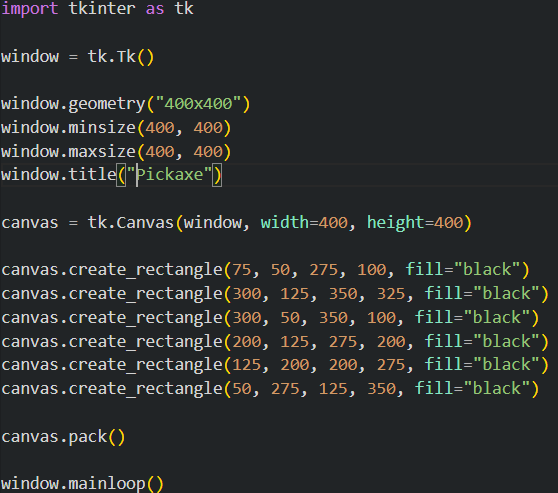 import tkinter as tk
window = tk.Tk()
window.geometry("400x400")
window.minsize(400, 400)
window.maxsize(400, 400)
window.title("Pickaxe")
canvas = tk.Canvas(window, width=400, height=400)
canvas.create_rectangle(75, 50, 275, 100, fill="black")
canvas.create_rectangle(300, 125, 350, 325, fill="black")
canvas.create_rectangle(300, 50, 350, 100, fill="black")
canvas.create_rectangle(200, 125, 275, 200, fill="black")
canvas.create_rectangle(125, 200, 200, 275, fill="black")
canvas.create_rectangle(50, 275, 125, 350, fill="black")
canvas.pack()
window.mainloop()